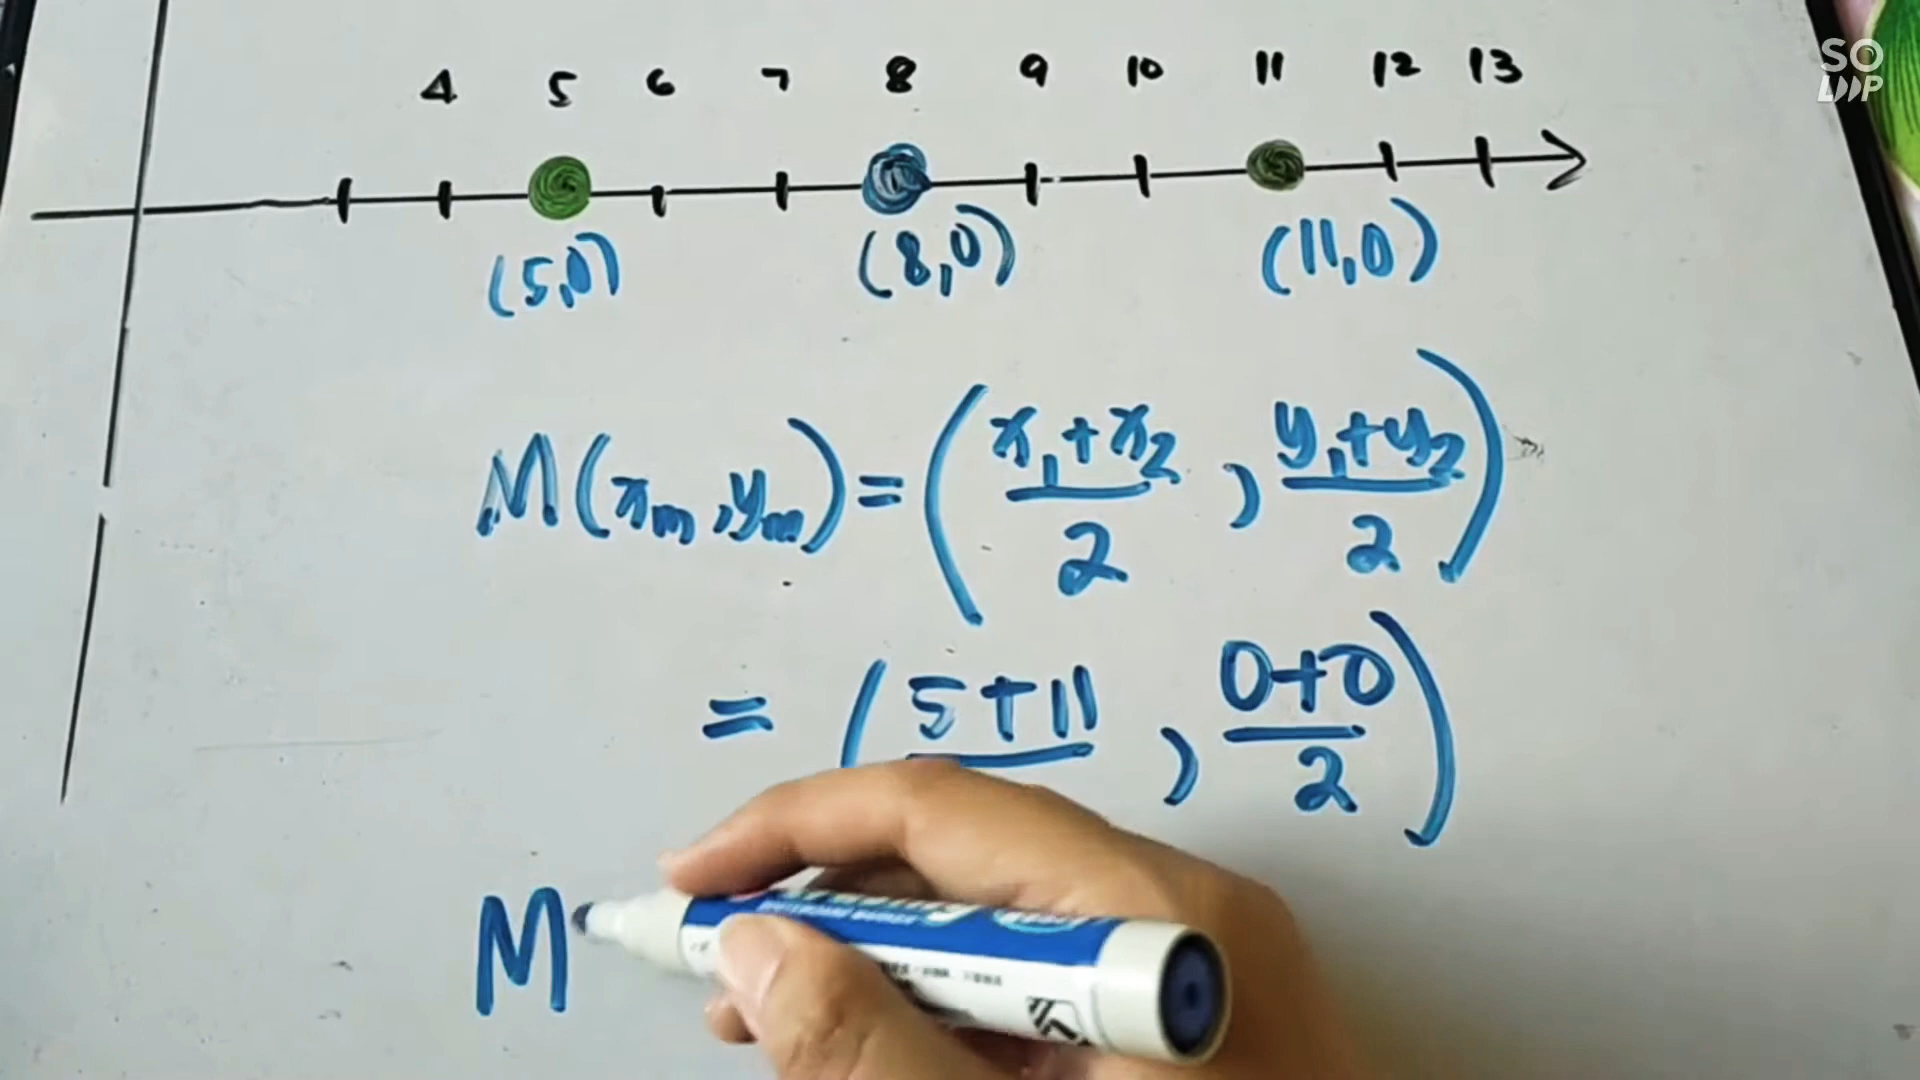 SO
LOOP
4 5 6 7 8 9 10 11 12 13
(5,0) (8,0) (11,0)
M(xₘ,yₘ)=(x₁+x₂/2, y₁+y₂/2)
=(5+11, 0+0/2)
M